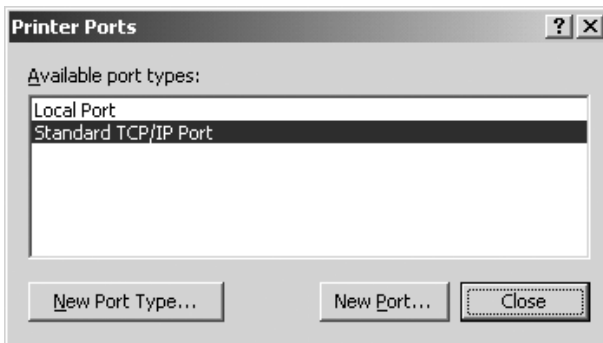 Printer Ports
Available port types:
Local Port
Standard TCP/IP Port
New Port Type...
New Port...
Close